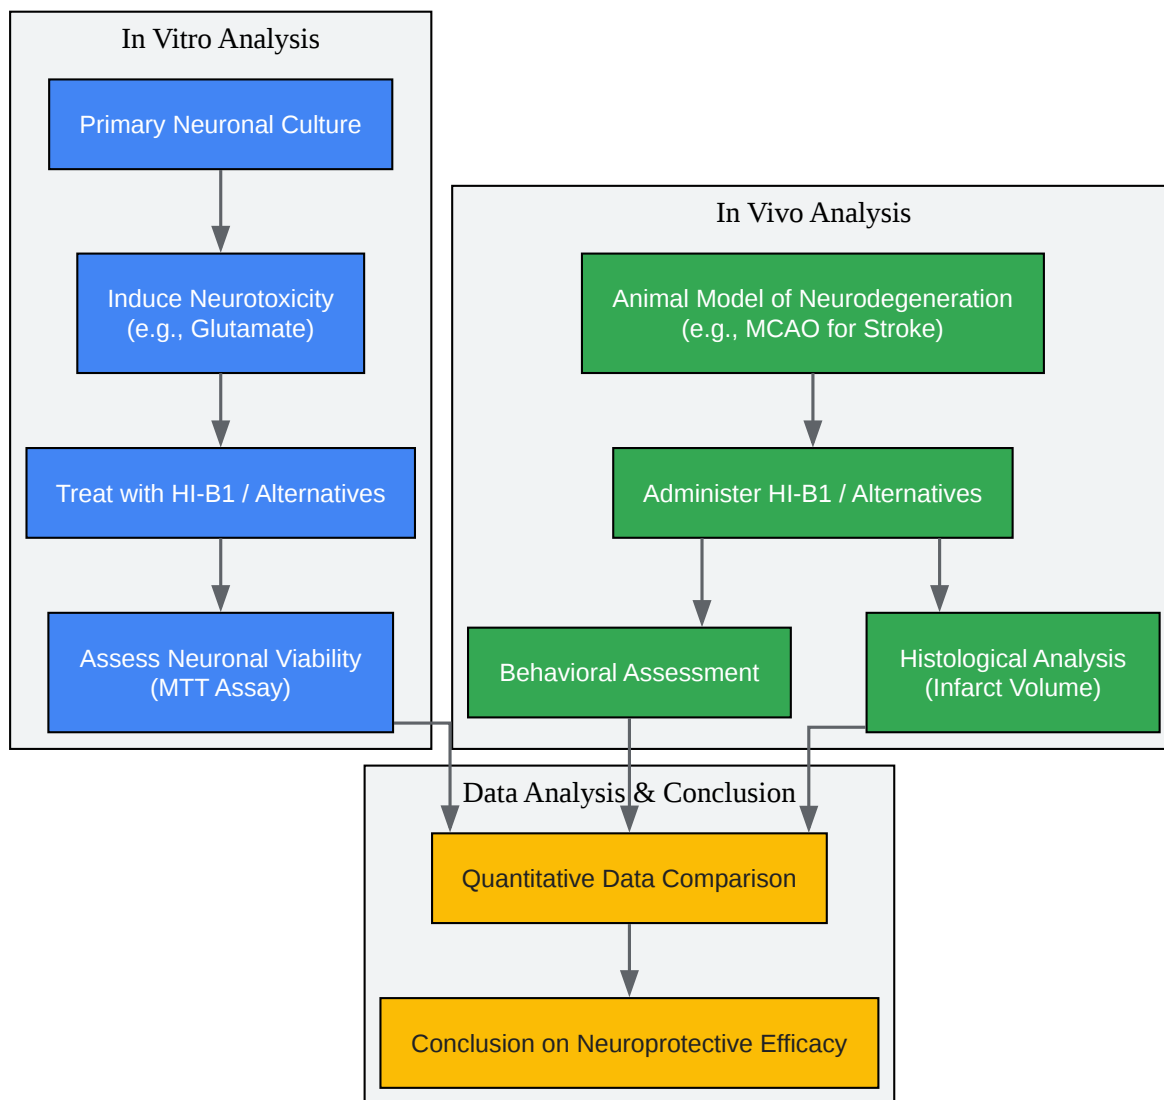 In Vitro Analysis
Primary Neuronal Culture
Induce Neurotoxicity
(e.g., Glutamate)
Treat with HI-B1 / Alternatives
Assess Neuronal Viability
(MTT Assay)
In Vivo Analysis
Animal Model of Neurodegeneration
(e.g., MCAO for Stroke)
Administer HI-B1 / Alternatives
Behavioral Assessment
Histological Analysis
(Infarct Volume)
Data Analysis & Conclusion
Quantitative Data Comparison
Conclusion on Neuroprotective Efficacy